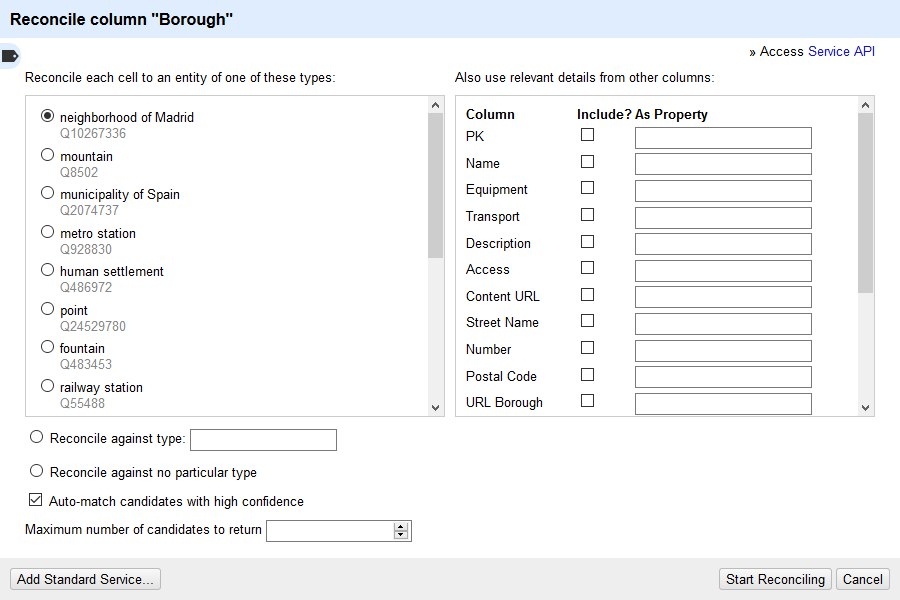 Reconcile column "Borough"
» Access Service API
Reconcile each cell to an entity of one of these types:
neighborhood of Madrid
Q10267336
mountain
Q8502
municipality of Spain
Q2074737
metro station
Q928830
human settlement
Q486972
point
Q24529780
fountain
Q483453
railway station
Q55488
Also use relevant details from other columns:
Column Include? As Property
PK
Name
Equipment
Transport
Description
Access
Content URL
Street Name
Number
Postal Code
URL Borough
Reconcile against type:
Reconcile against no particular type
Auto-match candidates with high confidence
Maximum number of candidates to return
Add Standard Service...
Start Reconciling
Cancel